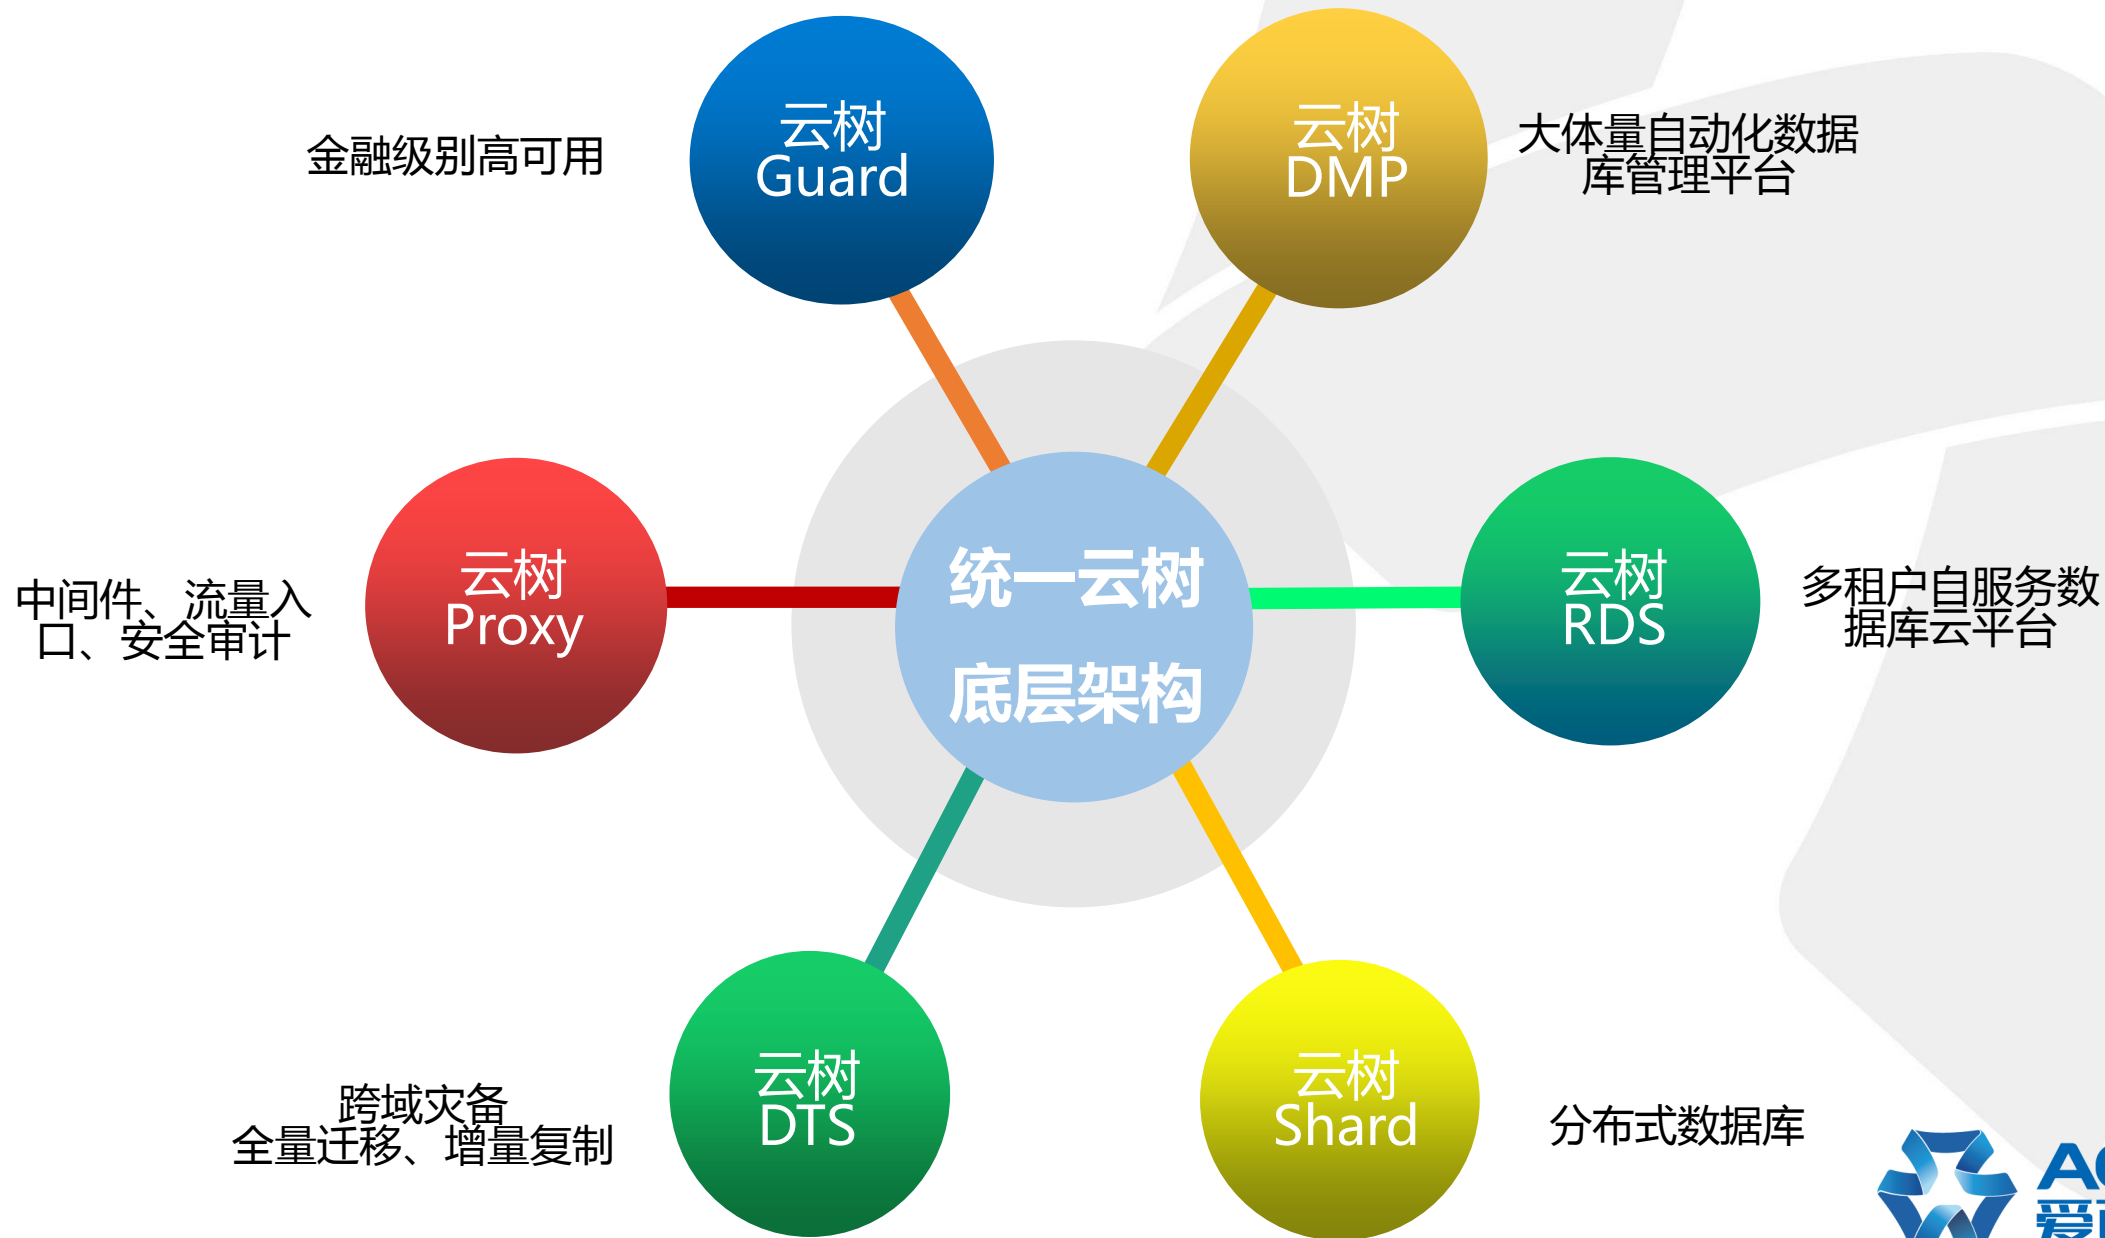 云树
Guard
金融级别高可用
云树
DMP
大体量自动化数据
库管理平台
云树
Proxy
中间件、流量入
口、安全审计
统一云树
底层架构
云树
RDS
多租户自服务数
据库云平台
云树
DTS
跨域灾备
全量迁移、增量复制
云树
Shard
分布式数据库